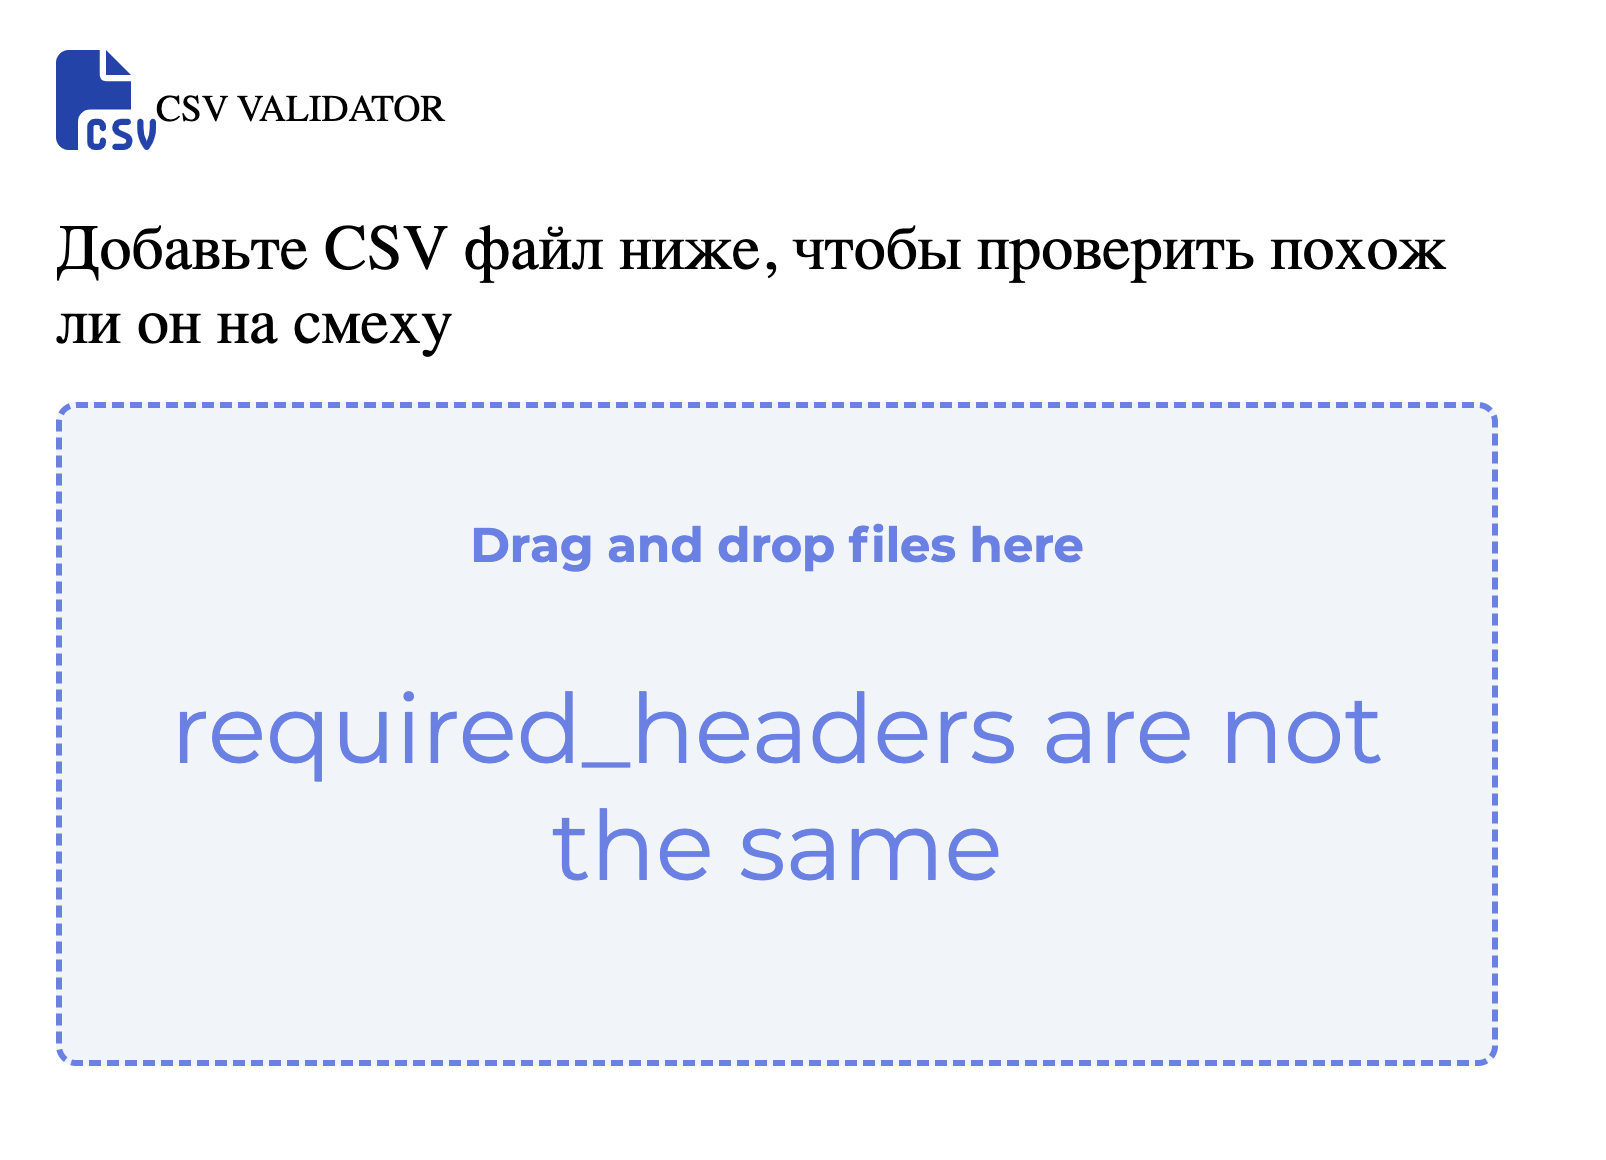 CSV
CSV VALIDATOR
Добавьте CSV файл ниже, чтобы проверить похож
ли он на смеху
Drag and drop files here
required_headers are not
the same